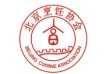 北京烹饪协会
BEIJING CUISINE ASSOCIATION